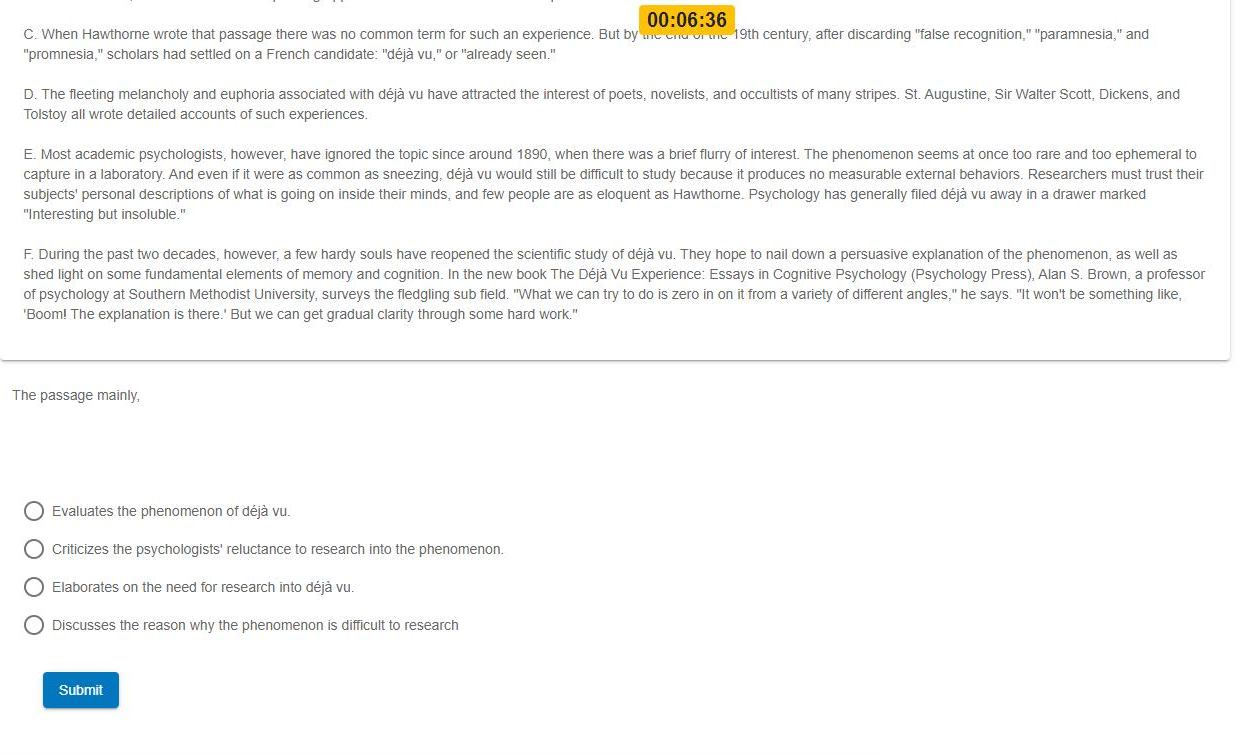 00:06:36
C. When Hawthorne wrote that passage there was no common term for such an experience. But by the end of the 19th century, after discarding "false recognition," "paramnesia," and
"promnesia," scholars had settled on a French candidate: "déjà vu," or "already seen."
D. The fleeting melancholy and euphoria associated with déjà vu have attracted the interest of poets, novelists, and occultists of many stripes. St. Augustine, Sir Walter Scott, Dickens, and
Tolstoy all wrote detailed accounts of such experiences.
E. Most academic psychologists, however, have ignored the topic since around 1890, when there was a brief flurry of interest. The phenomenon seems at once too rare and too ephemeral to
capture in a laboratory. And even if it were as common as sneezing, déjà vu would still be difficult to study because it produces no measurable external behaviors. Researchers must trust their
subjects' personal descriptions of what is going on inside their minds, and few people are as eloquent as Hawthorne. Psychology has generally filed déjà vu away in a drawer marked
"Interesting but insoluble."
F. During the past two decades, however, a few hardy souls have reopened the scientific study of déjà vu. They hope to nail down a persuasive explanation of the phenomenon, as well as
shed light on some fundamental elements of memory and cognition. In the new book The Déjà Vu Experience: Essays in Cognitive Psychology (Psychology Press), Alan S. Brown, a professor
of psychology at Southern Methodist University, surveys the fledgling sub field. "What we can try to do is zero in on it from a variety of different angles," he says. "It won't be something like,
'Boom! The explanation is there.' But we can get gradual clarity through some hard work."
The passage mainly,
Evaluates the phenomenon of déjà vu.
Criticizes the psychologists' reluctance to research into the phenomenon.
Elaborates on the need for research into déjà vu.
Discusses the reason why the phenomenon is difficult to research
Submit